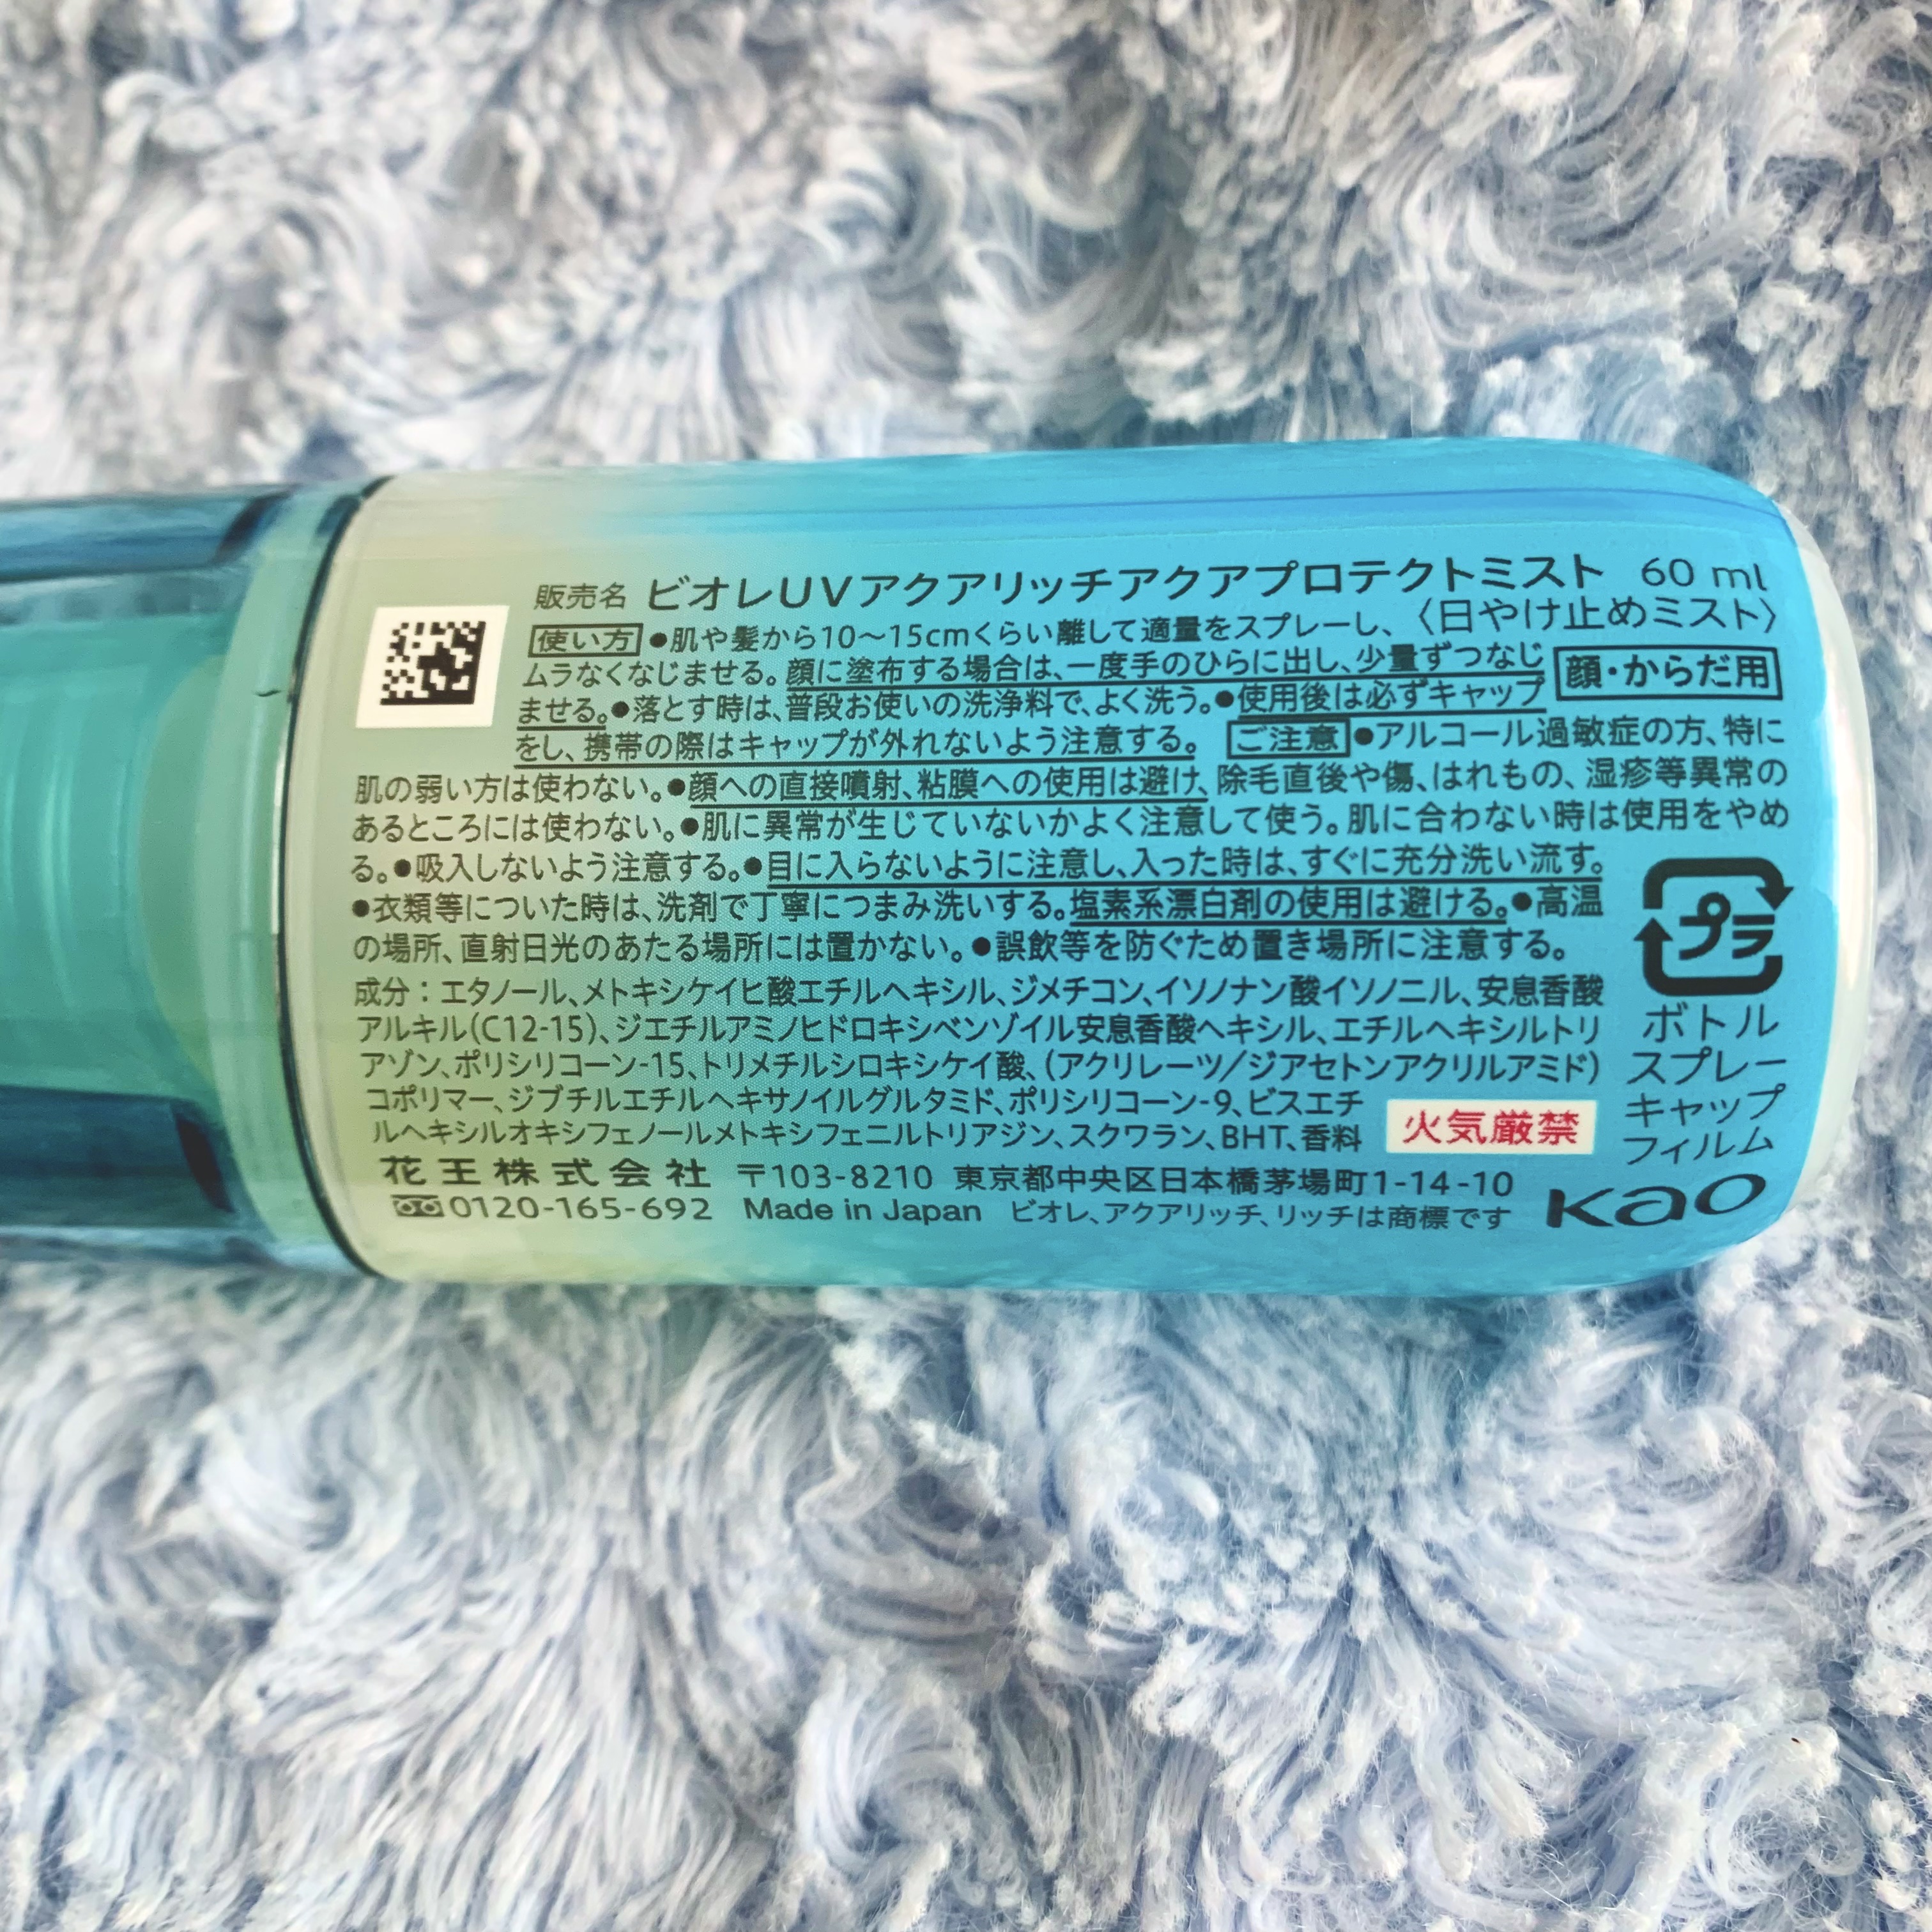 販売名 ビオレUVアクアリッチアクアプロテクトミスト 60 ml
〈日やけ止めミスト〉
使い方 ●肌や髪から10〜15cmくらい離して適量をスプレーし、
ムラなくなじませる。顔に塗布する場合は、一度手のひらに出し、少量ずつなじ
ませる。●落とす時は、普段お使いの洗浄料で、よく洗う。●使用後は必ずキャップ
をし、携帯の際はキャップが外れないよう注意する。
顔・からだ用
ご注意 ●アルコール過敏症の方、特に
肌の弱い方は使わない。●顔への直接噴射、粘膜への使用は避け、除毛直後や傷、はれもの、湿疹等異常の
あるところには使わない。●肌に異常が生じていないかよく注意して使う。肌に合わない時は使用をやめ
る。●吸入しないよう注意する。●目に入らないように注意し、入った時は、すぐに充分洗い流す。
●衣類等についた時は、洗剤で丁寧につまみ洗いする。塩素系漂白剤の使用は避ける。●高温
の場所、直射日光のあたる場所には置かない。●誤飲等を防ぐため置き場所に注意する。
成分：エタノール、メトキシケイヒ酸エチルヘキシル、ジメチコン、イソノナン酸イソノニル、安息香酸
アルキル(C12-15)、ジエチルアミノヒドロキシベンゾイル安息香酸ヘキシル、エチルヘキシルトリ
アゾン、ポリシリコーン-15、トリメチルシロキシケイ酸、(アクリレーツ/ジアセトンアクリルアミド)
コポリマー、ジブチルエチルヘキサノイルグルタミド、ポリシリコーン-9、ビスエチ
ルヘキシルオキシフェノールメトキシフェニルトリアジン、スクワラン、BHT、香料
火気厳禁
プラ
ボトル
スプレー
キャップ
フィルム
花王株式会社 〒103-8210 東京都中央区日本橋茅場町1-14-10
0120-165-692 Made in Japan ビオレ、アクアリッチ、リッチは商標です
Kao